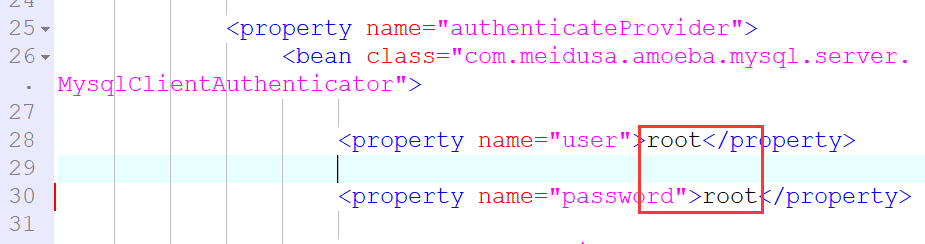 25 <property name="authenticateProvider">
26 <bean class="com.meidusa.amoeba.mysql.server.
. MysqlClientAuthenticator">
27
28 <property name="user">root</property>
29
30 <property name="password">root</property>
31